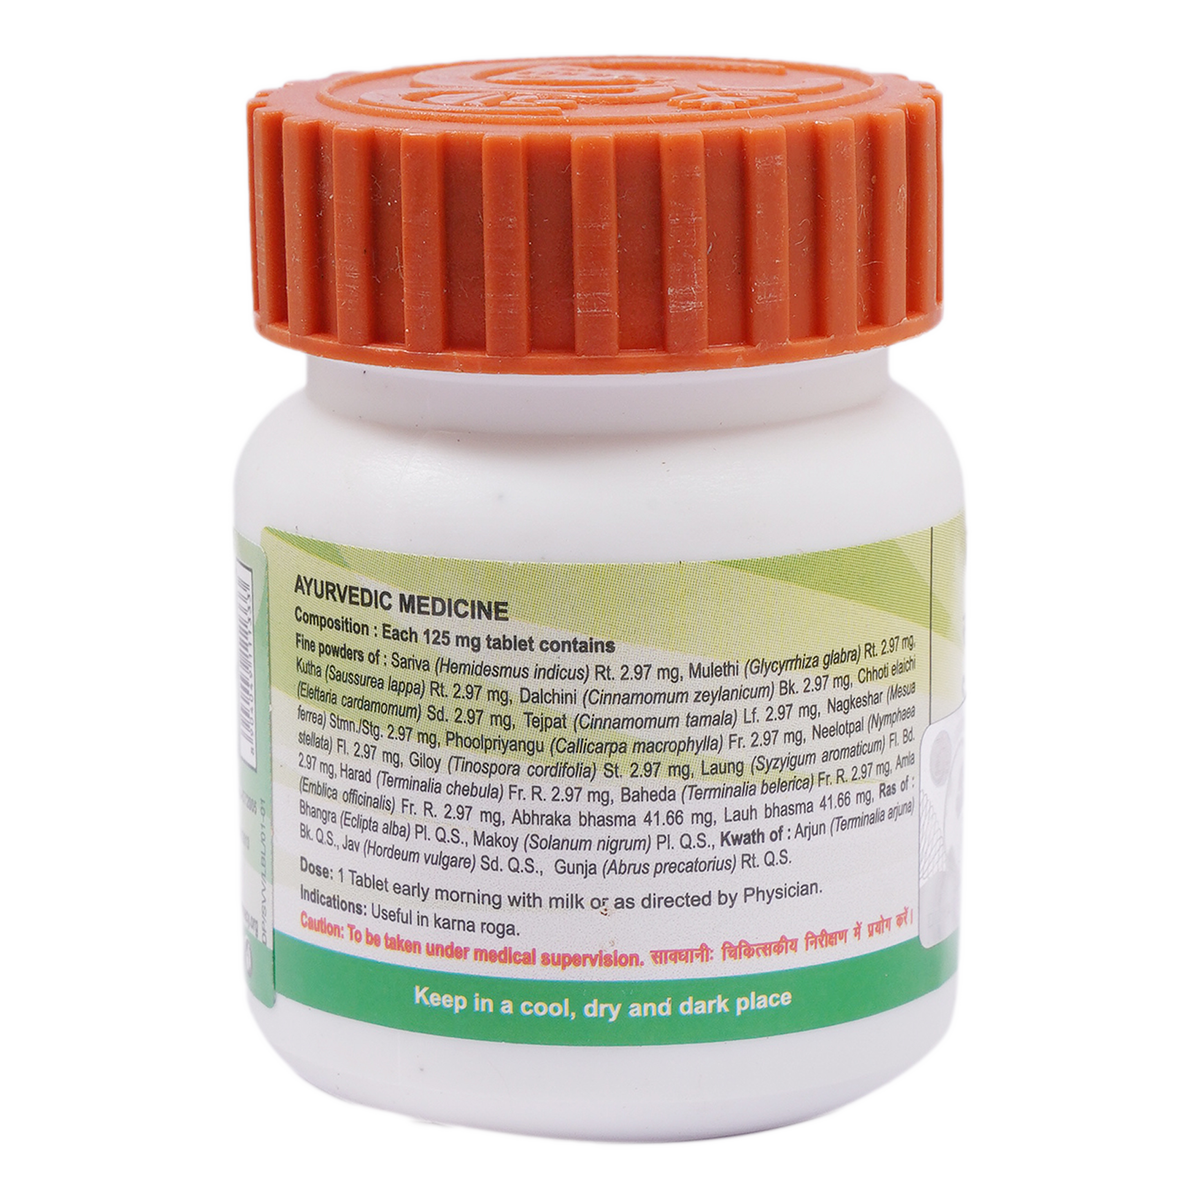 AYURVEDIC MEDICINE
Composition : Each 125 mg tablet contains
Fine powders of : Sariva (Hemidesmus indicus) Rt. 2.97 mg, Mulethi (Glycyrrhiza glabra) Rt. 2.97 mg,
Kutha (Saussurea lappa) Rt. 2.97 mg, Dalchini (Cinnamomum zeylanicum) Bk. 2.97 mg, Chhoti elaichi
(Elettaria cardamomum) Sd. 2.97 mg, Tejpat (Cinnamomum tamala) Lf. 2.97 mg, Nagkeshar (Mesua
ferrea) Stmn./Stg. 2.97 mg, Phoolpriyangu (Callicarpa macrophylla) Fr. 2.97 mg, Neelotpal (Nymphaea
stellata) Fl. 2.97 mg, Giloy (Tinospora cordifolia) St. 2.97 mg, Laung (Syzyigum aromaticum) Fl. Bd.
2.97 mg, Harad (Terminalia chebula) Fr. R. 2.97 mg, Baheda (Terminalia belerica) Fr. R. 2.97 mg, Amla
(Emblica officinalis) Fr. R. 2.97 mg, Abhraka bhasma 41.66 mg, Lauh bhasma 41.66 mg, Ras of :
Bhangra (Eclipta alba) Pl. Q.S., Makoy (Solanum nigrum) Pl. Q.S., Kwath of : Arjun (Terminalia arjuna)
Bk. Q.S., Jav (Hordeum vulgare) Sd. Q.S., Gunja (Abrus precatorius) Rt. Q.S.
Dose: 1 Tablet early morning with milk or as directed by Physician.
Indications: Useful in karna roga.
Caution: To be taken under medical supervision. सावधानीः चिकित्सकीय निरीक्षण में प्रयोग करें।
Keep in a cool, dry and dark place